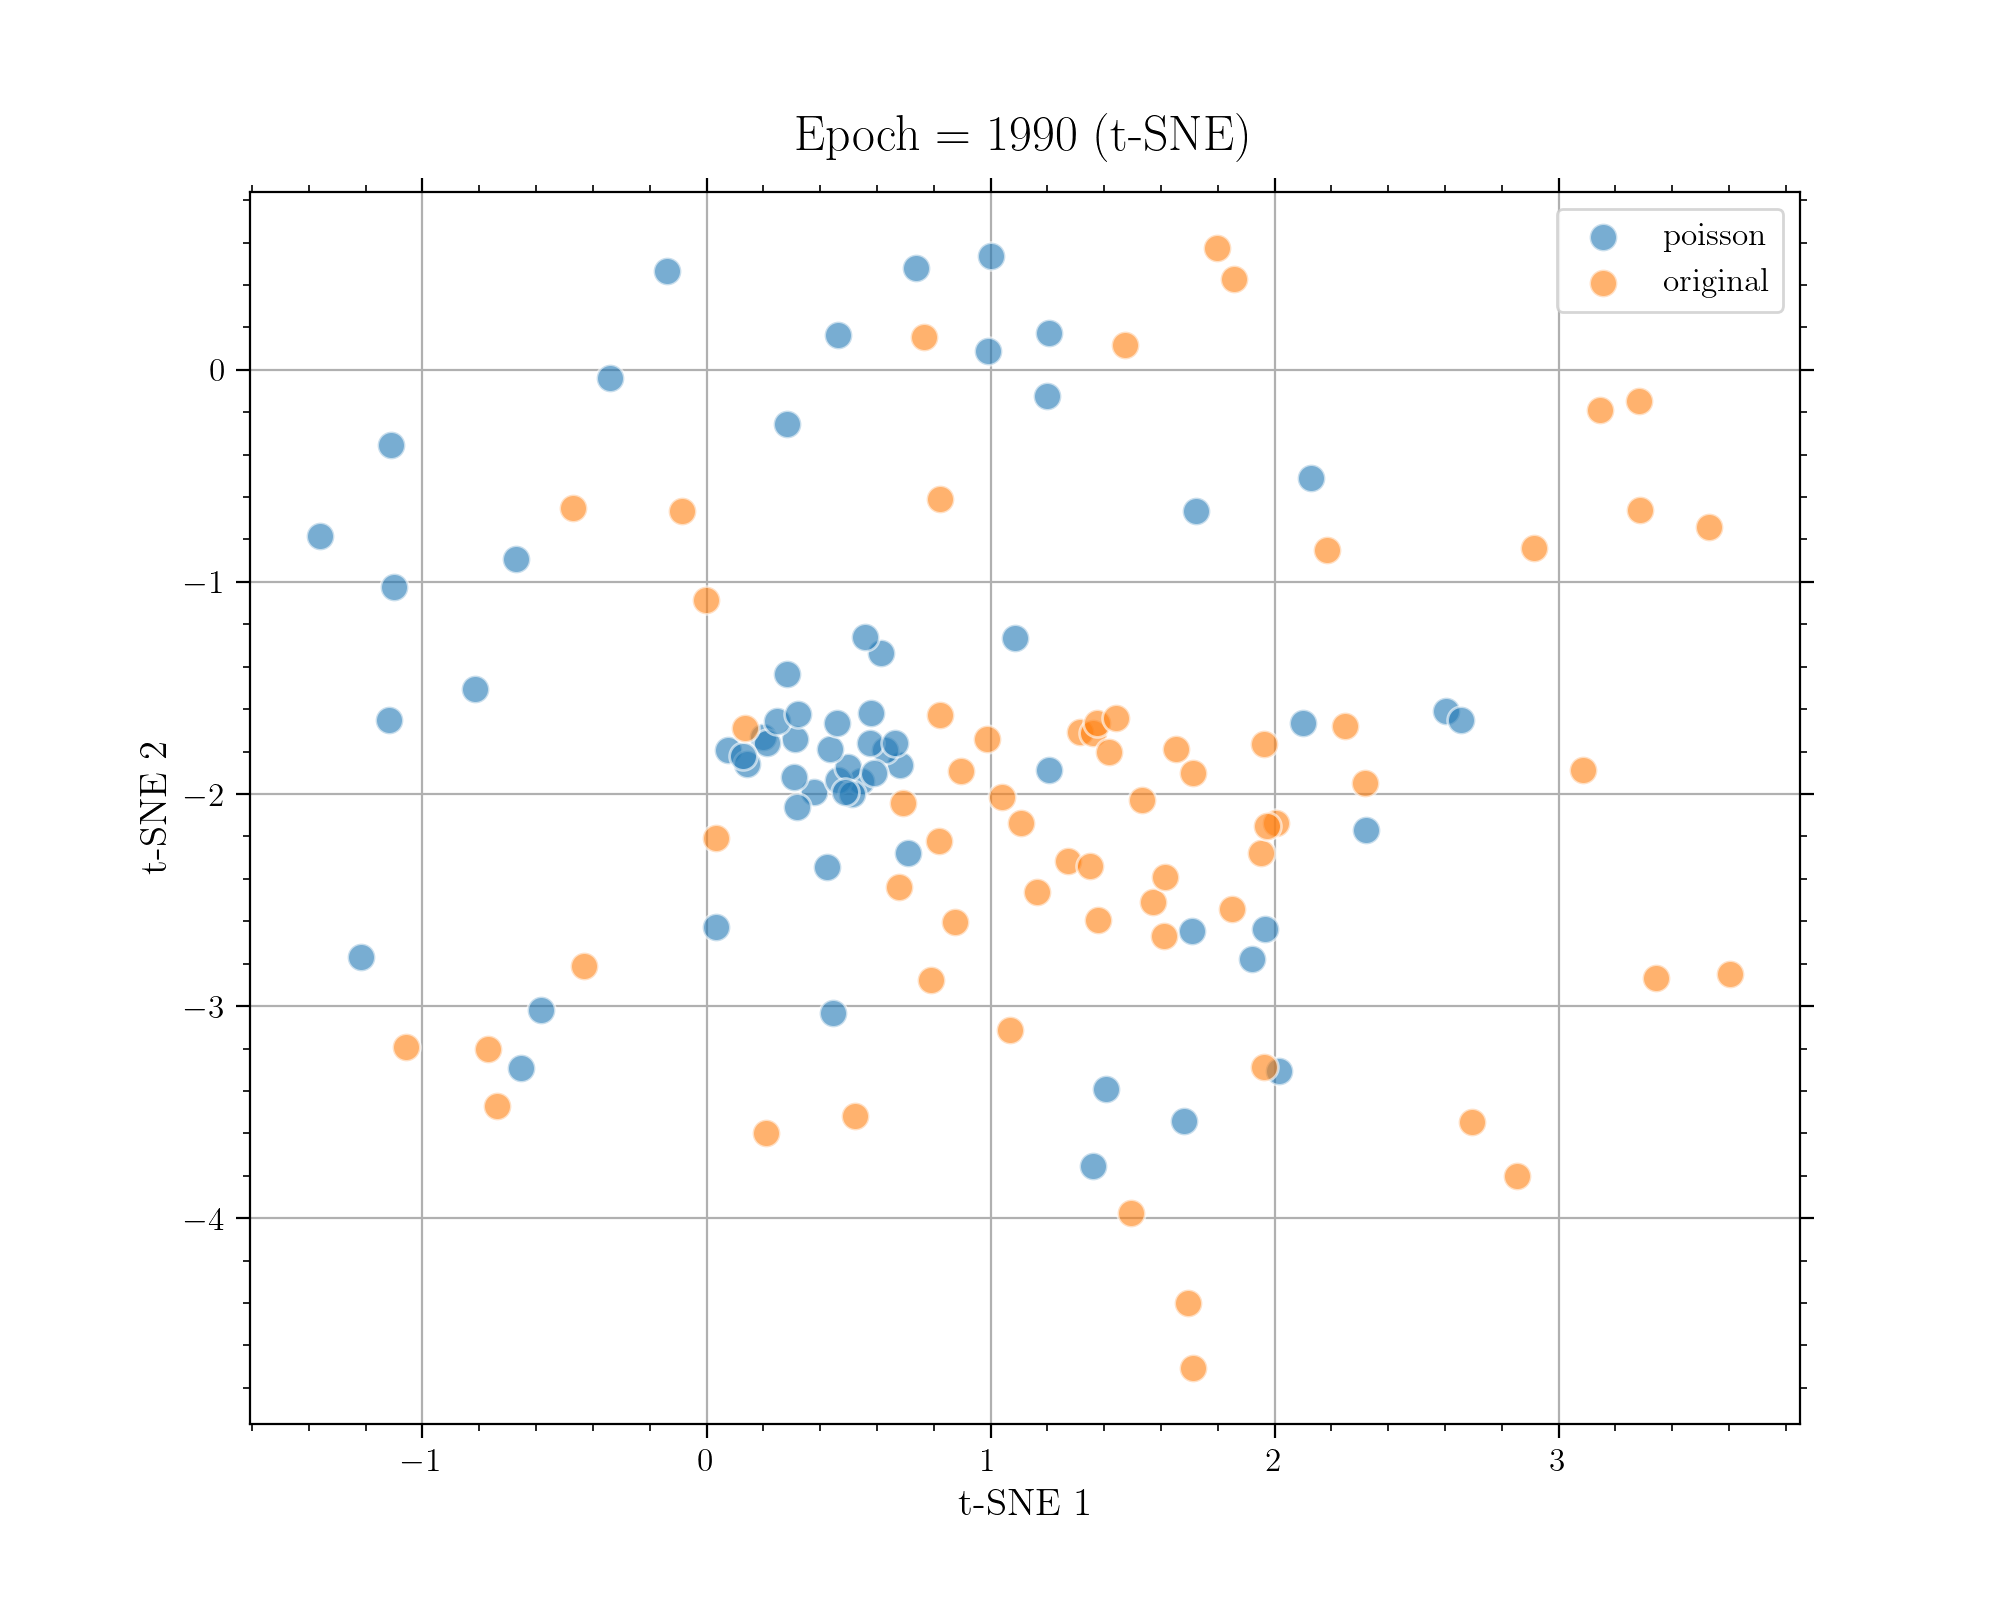 Epoch = 1990 (t-SNE)
poisson
original
0
−1
−2
−3
−4
t-SNE 2
−1
0
1
2
3
t-SNE 1